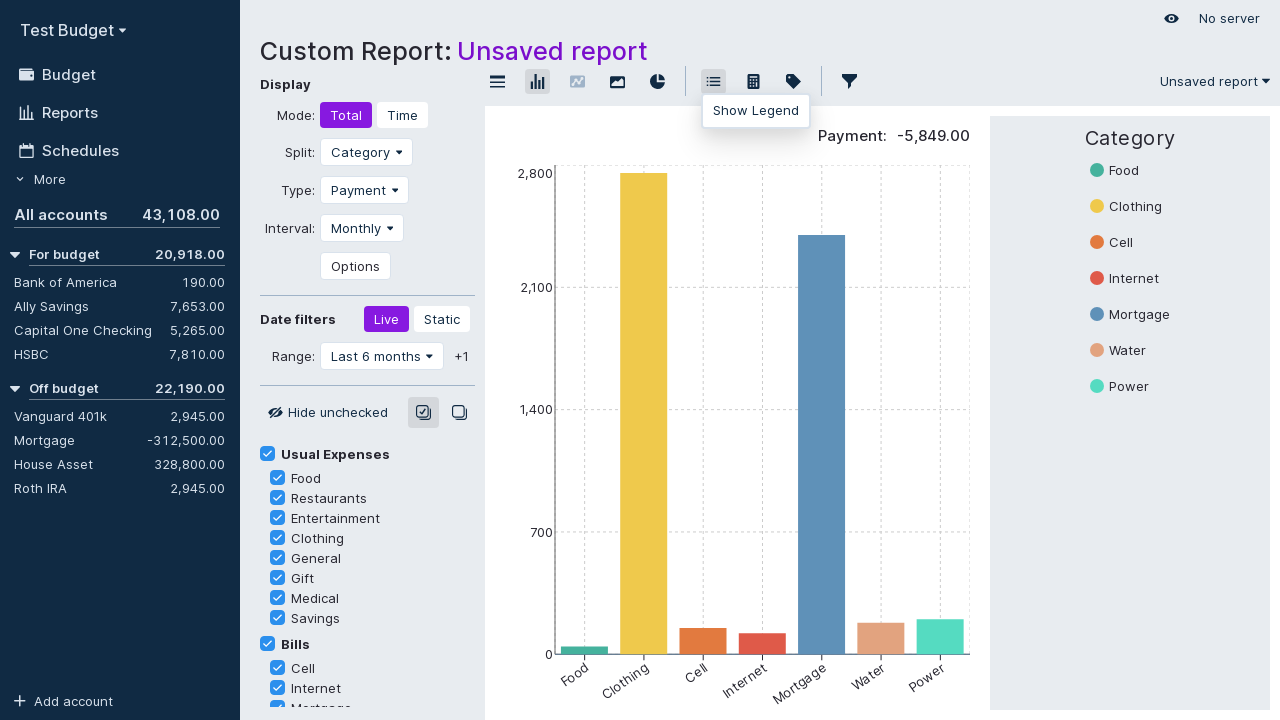 Test Budget
Budget
Reports
Schedules
More
All accounts 43,108.00
For budget 20,918.00
Bank of America 190.00
Ally Savings 7,653.00
Capital One Checking 5,265.00
HSBC 7,810.00
Off budget 22,190.00
Vanguard 401k 2,945.00
Mortgage -312,500.00
House Asset 328,800.00
Roth IRA 2,945.00
Add account
No server
Custom Report: Unsaved report
Display
Mode: Total Time
Split: Category
Type: Payment
Interval: Monthly
Options
Date filters Live Static
Range: Last 6 months +1
Hide unchecked
Usual Expenses
Food
Restaurants
Entertainment
Clothing
General
Gift
Medical
Savings
Bills
Cell
Internet
Mortgage
Unsaved report
Show Legend
Payment: -5,849.00
2,800
2,100
1,400
700
0
Food
Clothing
Cell
Internet
Mortgage
Water
Power
Category
Food
Clothing
Cell
Internet
Mortgage
Water
Power